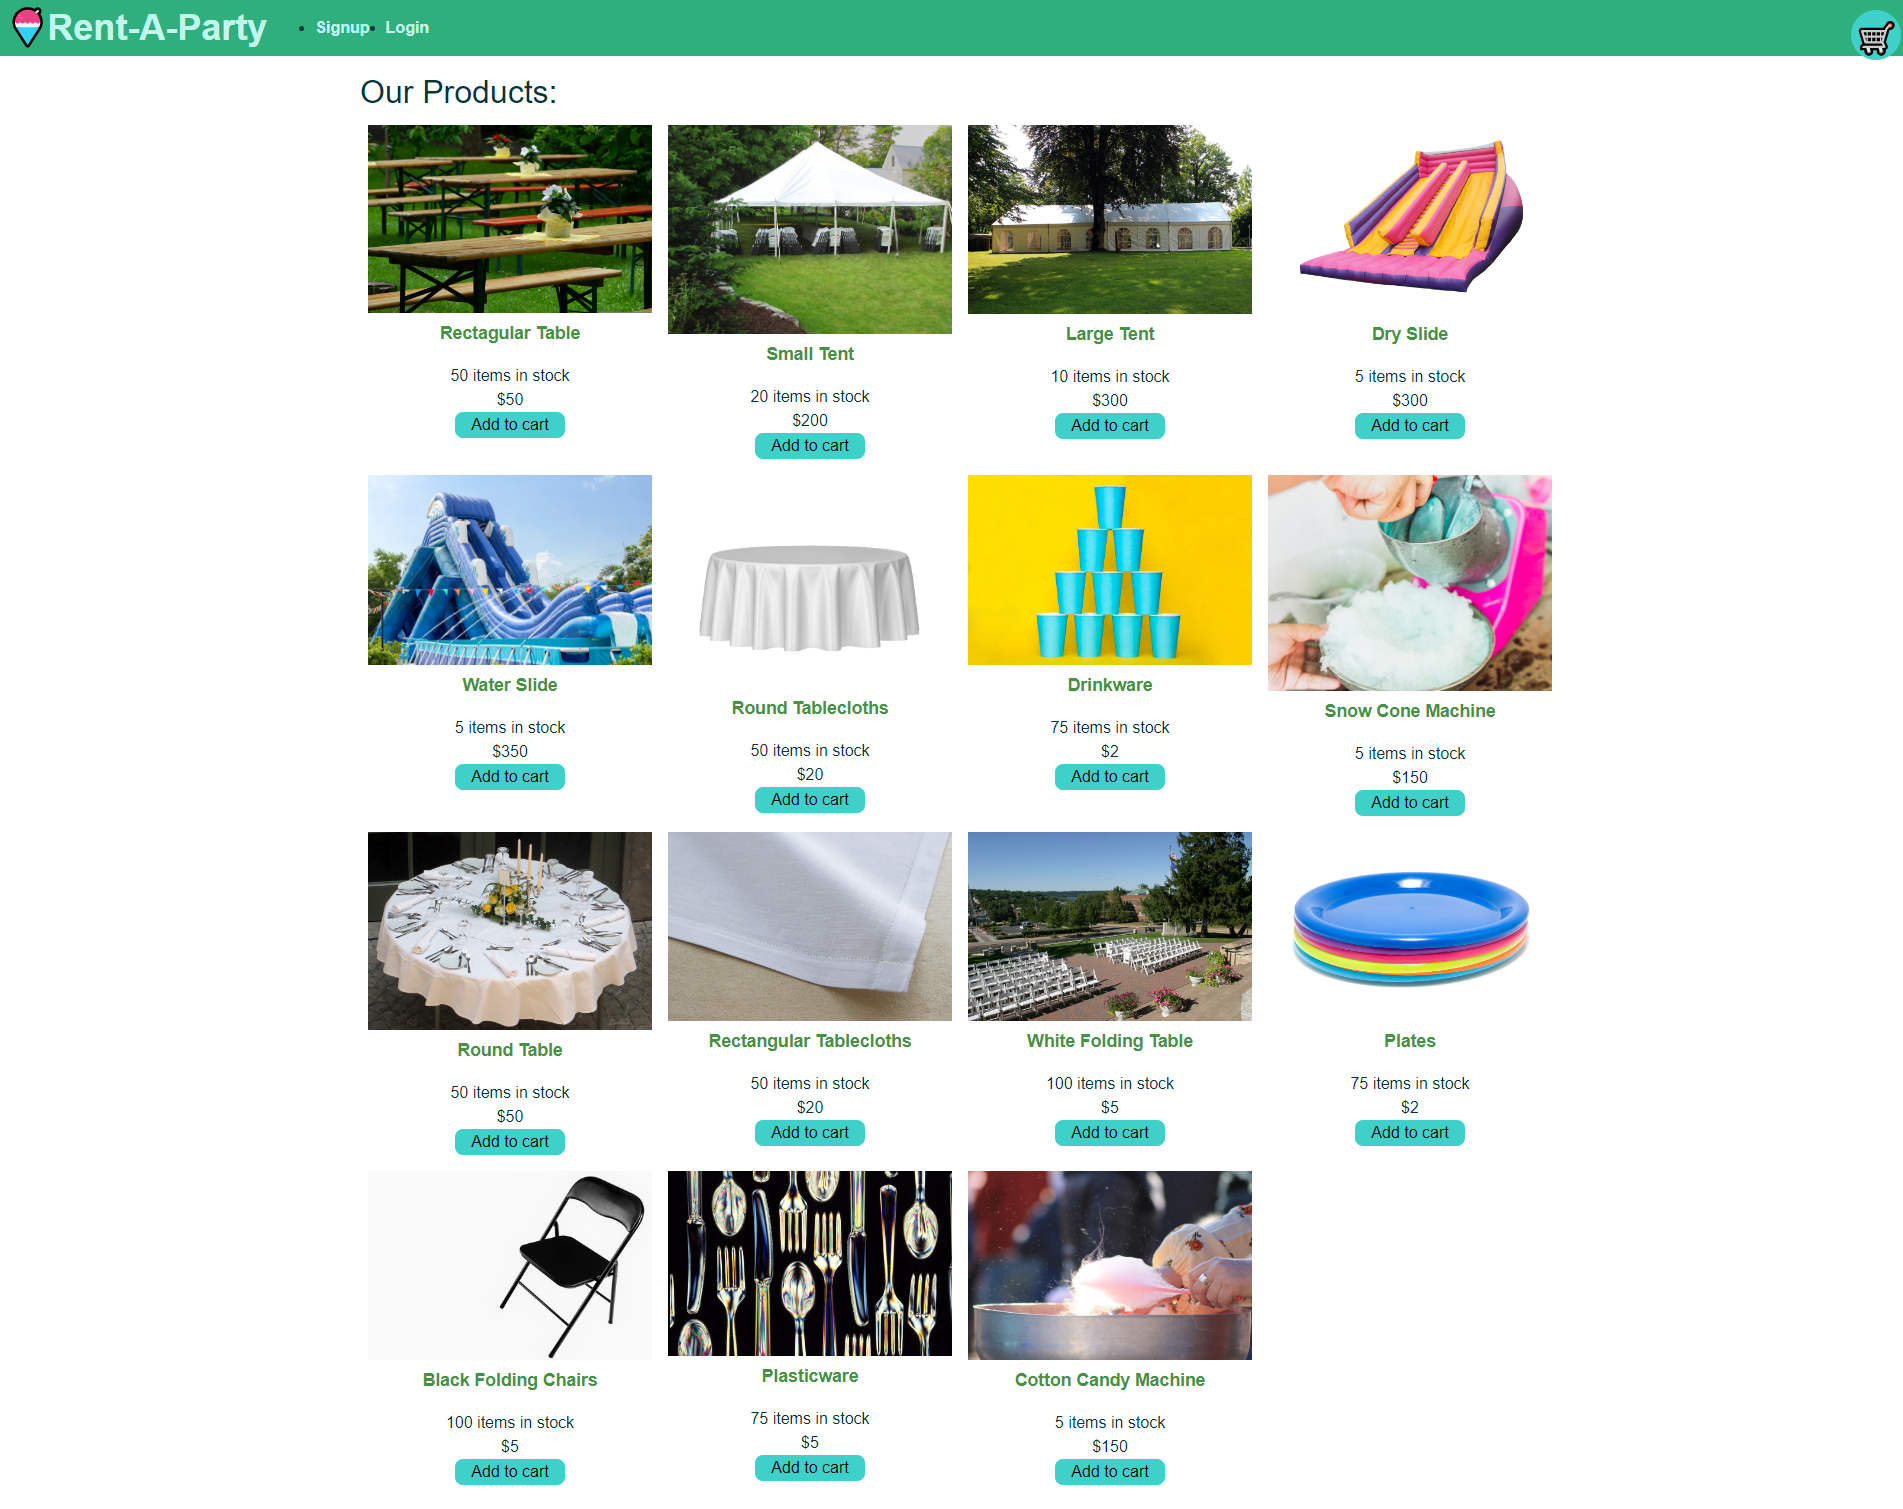 Rent-A-Party
Signup
Login
Our Products:
Rectagular Table
50 items in stock
$50
Add to cart
Small Tent
20 items in stock
$200
Add to cart
Large Tent
10 items in stock
$300
Add to cart
Dry Slide
5 items in stock
$300
Add to cart
Water Slide
5 items in stock
$350
Add to cart
Round Tablecloths
50 items in stock
$20
Add to cart
Drinkware
75 items in stock
$2
Add to cart
Snow Cone Machine
5 items in stock
$150
Add to cart
Round Table
50 items in stock
$50
Add to cart
Rectangular Tablecloths
50 items in stock
$20
Add to cart
White Folding Table
100 items in stock
$5
Add to cart
Plates
75 items in stock
$2
Add to cart
Black Folding Chairs
100 items in stock
$5
Add to cart
Plasticware
75 items in stock
$5
Add to cart
Cotton Candy Machine
5 items in stock
$150
Add to cart